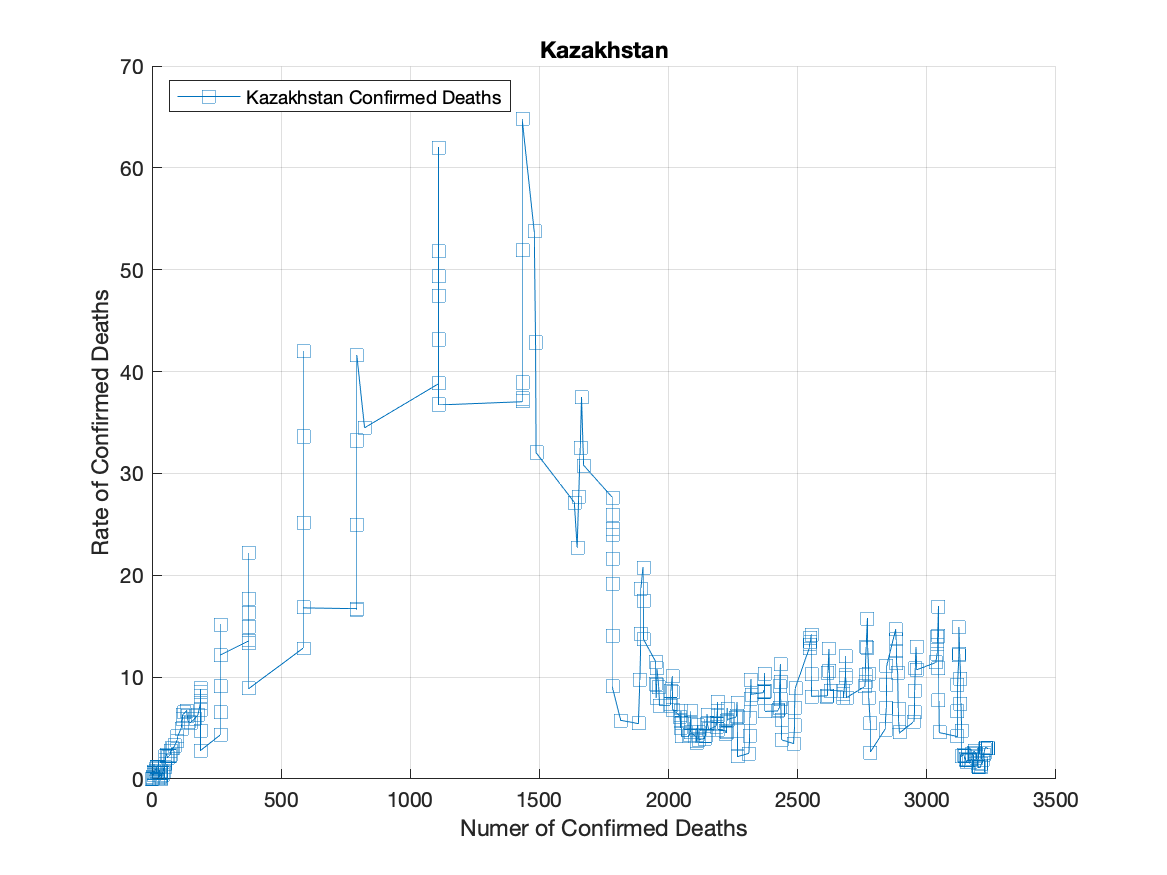 Kazakhstan
Kazakhstan Confirmed Deaths
70
60
50
40
30
20
10
0
Rate of Confirmed Deaths
0 500 1000 1500 2000 2500 3000 3500
Numer of Confirmed Deaths